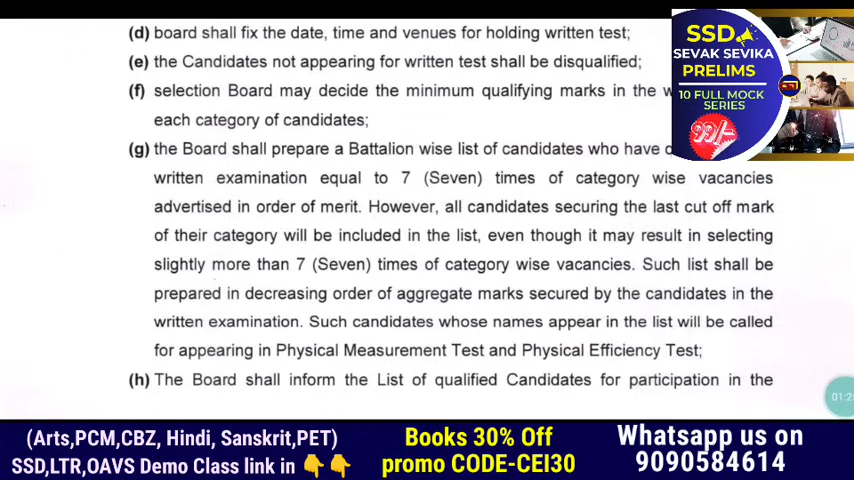 (d) board shall fix the date, time and venues for holding written test;
(e) the Candidates not appearing for written test shall be disqualified;
(f) selection Board may decide the minimum qualifying marks in the
each category of candidates;
(g) the Board shall prepare a Battalion wise list of candidates who have
written examination equal to 7 (Seven) times of category wise vacancies
advertised in order of merit. However, all candidates securing the last cut off mark
of their category will be included in the list, even though it may result in selecting
slightly more than 7 (Seven) times of category wise vacancies. Such list shall be
prepared in decreasing order of aggregate marks secured by the candidates in the
written examination. Such candidates whose names appear in the list will be called
for appearing in Physical Measurement Test and Physical Efficiency Test;
(h) The Board shall inform the List of qualified Candidates for participation in the
SSD
SEVAK SEVIKA
PRELIMS
10 FULL MOCK
SERIES
99/-
(Arts,PCM,CBZ, Hindi, Sanskrit,PET)
SSD,LTR,OAVS Demo Class link in 👇👇
Books 30% Off
promo CODE-CEI30
Whatsapp us on
9090584614